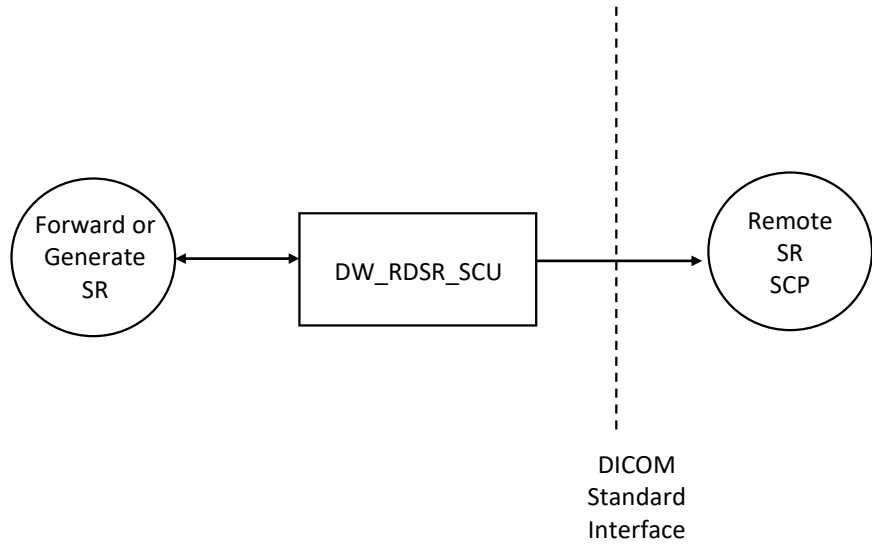 Forward or
Generate
SR
DW_RDSR_SCU
Remote
SR
SCP
DICOM
Standard
Interface